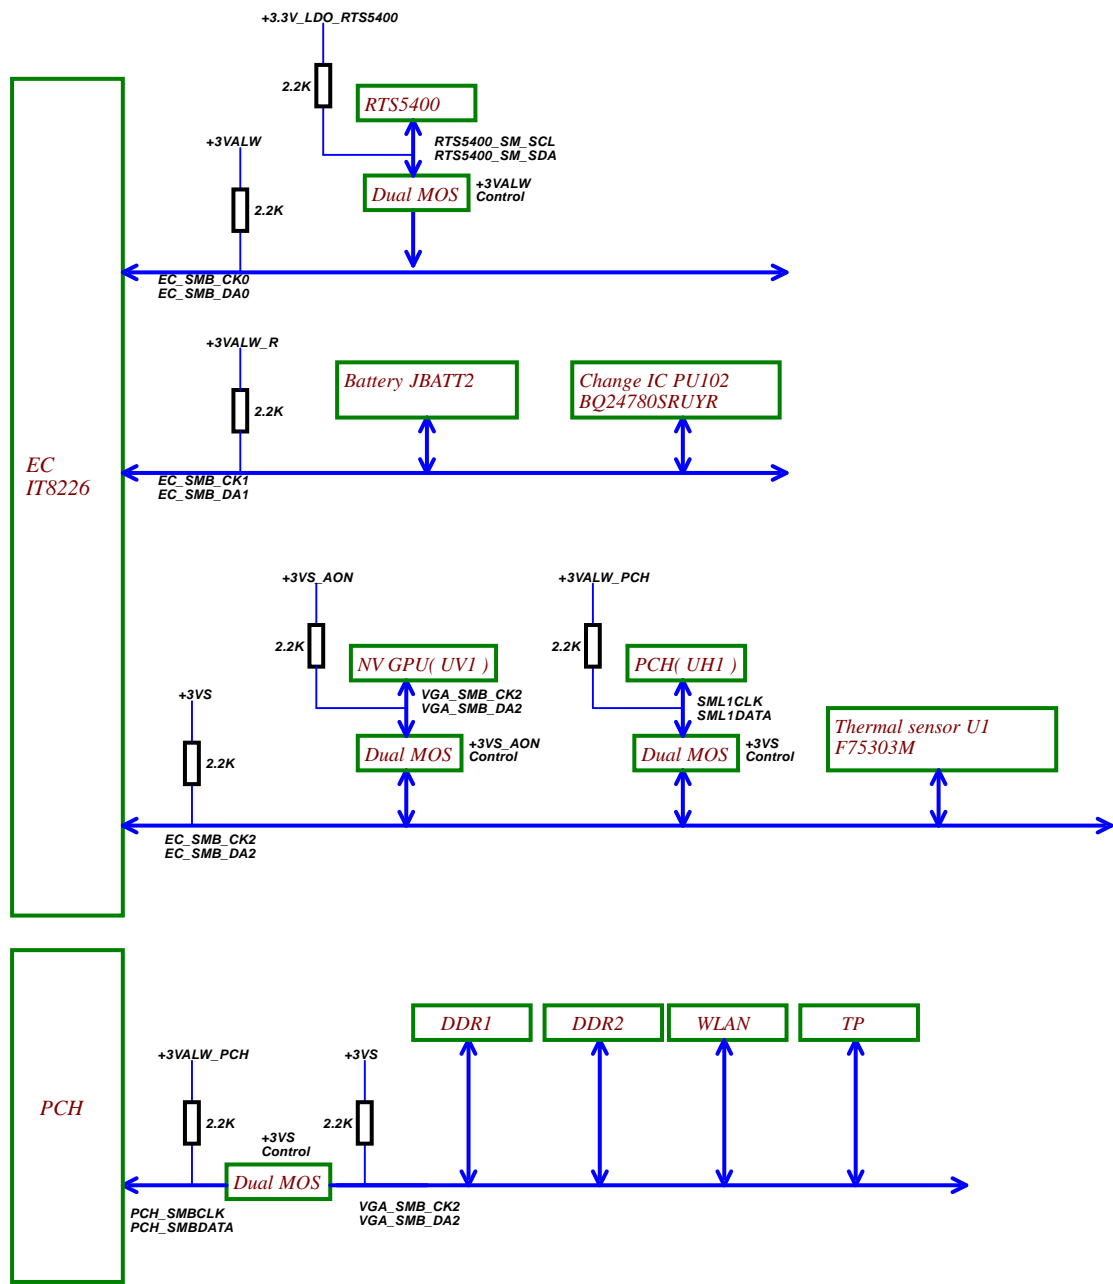 +3.3V_LDO_RTS5400
2.2K
RTS5400
RTS5400_SM_SCL
RTS5400_SM_SDA
+3VALW
2.2K
Dual MOS
+3VALW
Control
EC_SMB_CK0
EC_SMB_DA0
+3VALW_R
2.2K
Battery JBATT2
Change IC PU102
BQ24780SRUYR
EC_SMB_CK1
EC_SMB_DA1
EC
IT8226
+3VS_AON
2.2K
NV GPU( UV1 )
VGA_SMB_CK2
VGA_SMB_DA2
+3VALW_PCH
2.2K
PCH( UH1 )
SML1CLK
SML1DATA
+3VS
2.2K
Dual MOS
+3VS_AON
Control
Dual MOS
+3VS
Control
Thermal sensor U1
F75303M
EC_SMB_CK2
EC_SMB_DA2
PCH
+3VALW_PCH
2.2K
+3VS
Control
Dual MOS
+3VS
2.2K
DDR1
DDR2
WLAN
TP
PCH_SMBCLK
PCH_SMBDATA
VGA_SMB_CK2
VGA_SMB_DA2